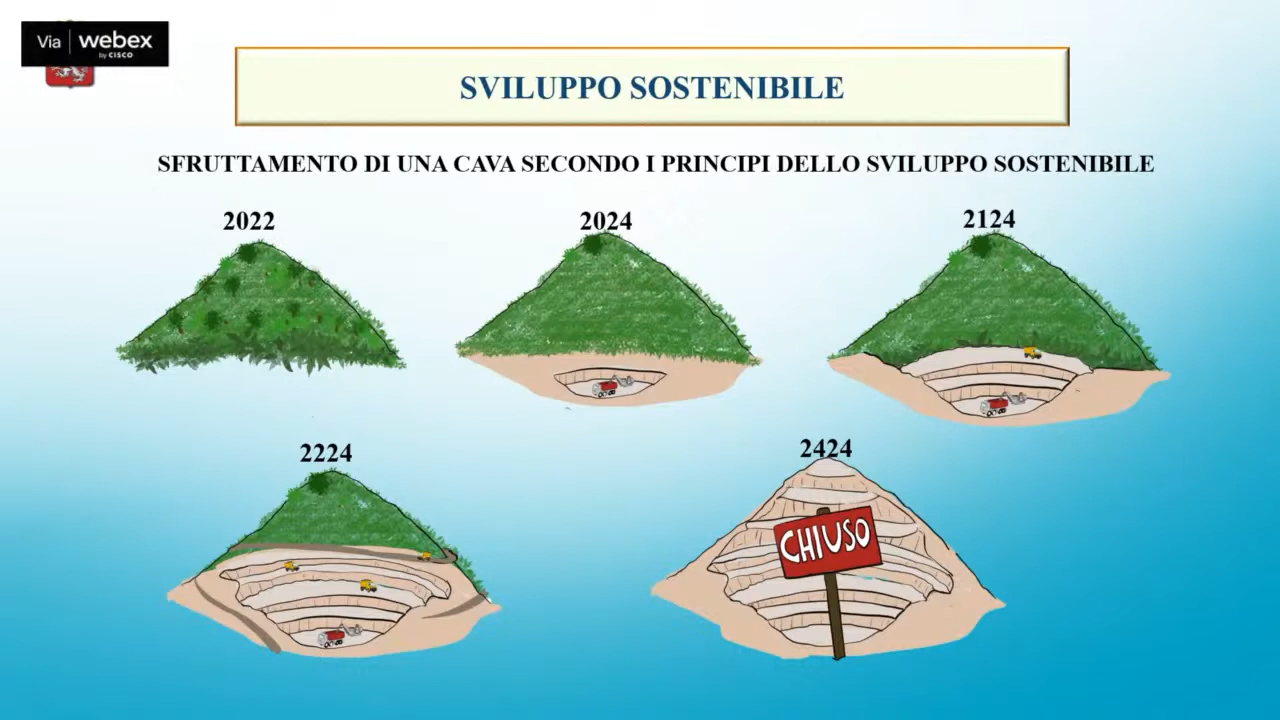 Via webex
by CISCO
SVILUPPO SOSTENIBILE
SFRUTTAMENTO DI UNA CAVA SECONDO I PRINCIPI DELLO SVILUPPO SOSTENIBILE
2022
2024
2124
2224
2424
CHIUSO